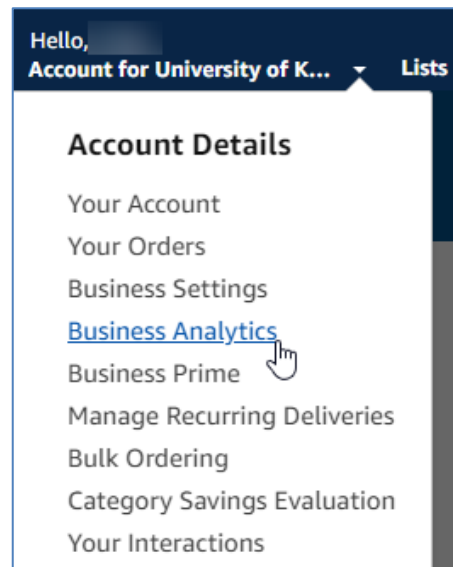 Hello,
Account for University of K... Lists
Account Details
Your Account
Your Orders
Business Settings
Business Analytics
Business Prime
Manage Recurring Deliveries
Bulk Ordering
Category Savings Evaluation
Your Interactions